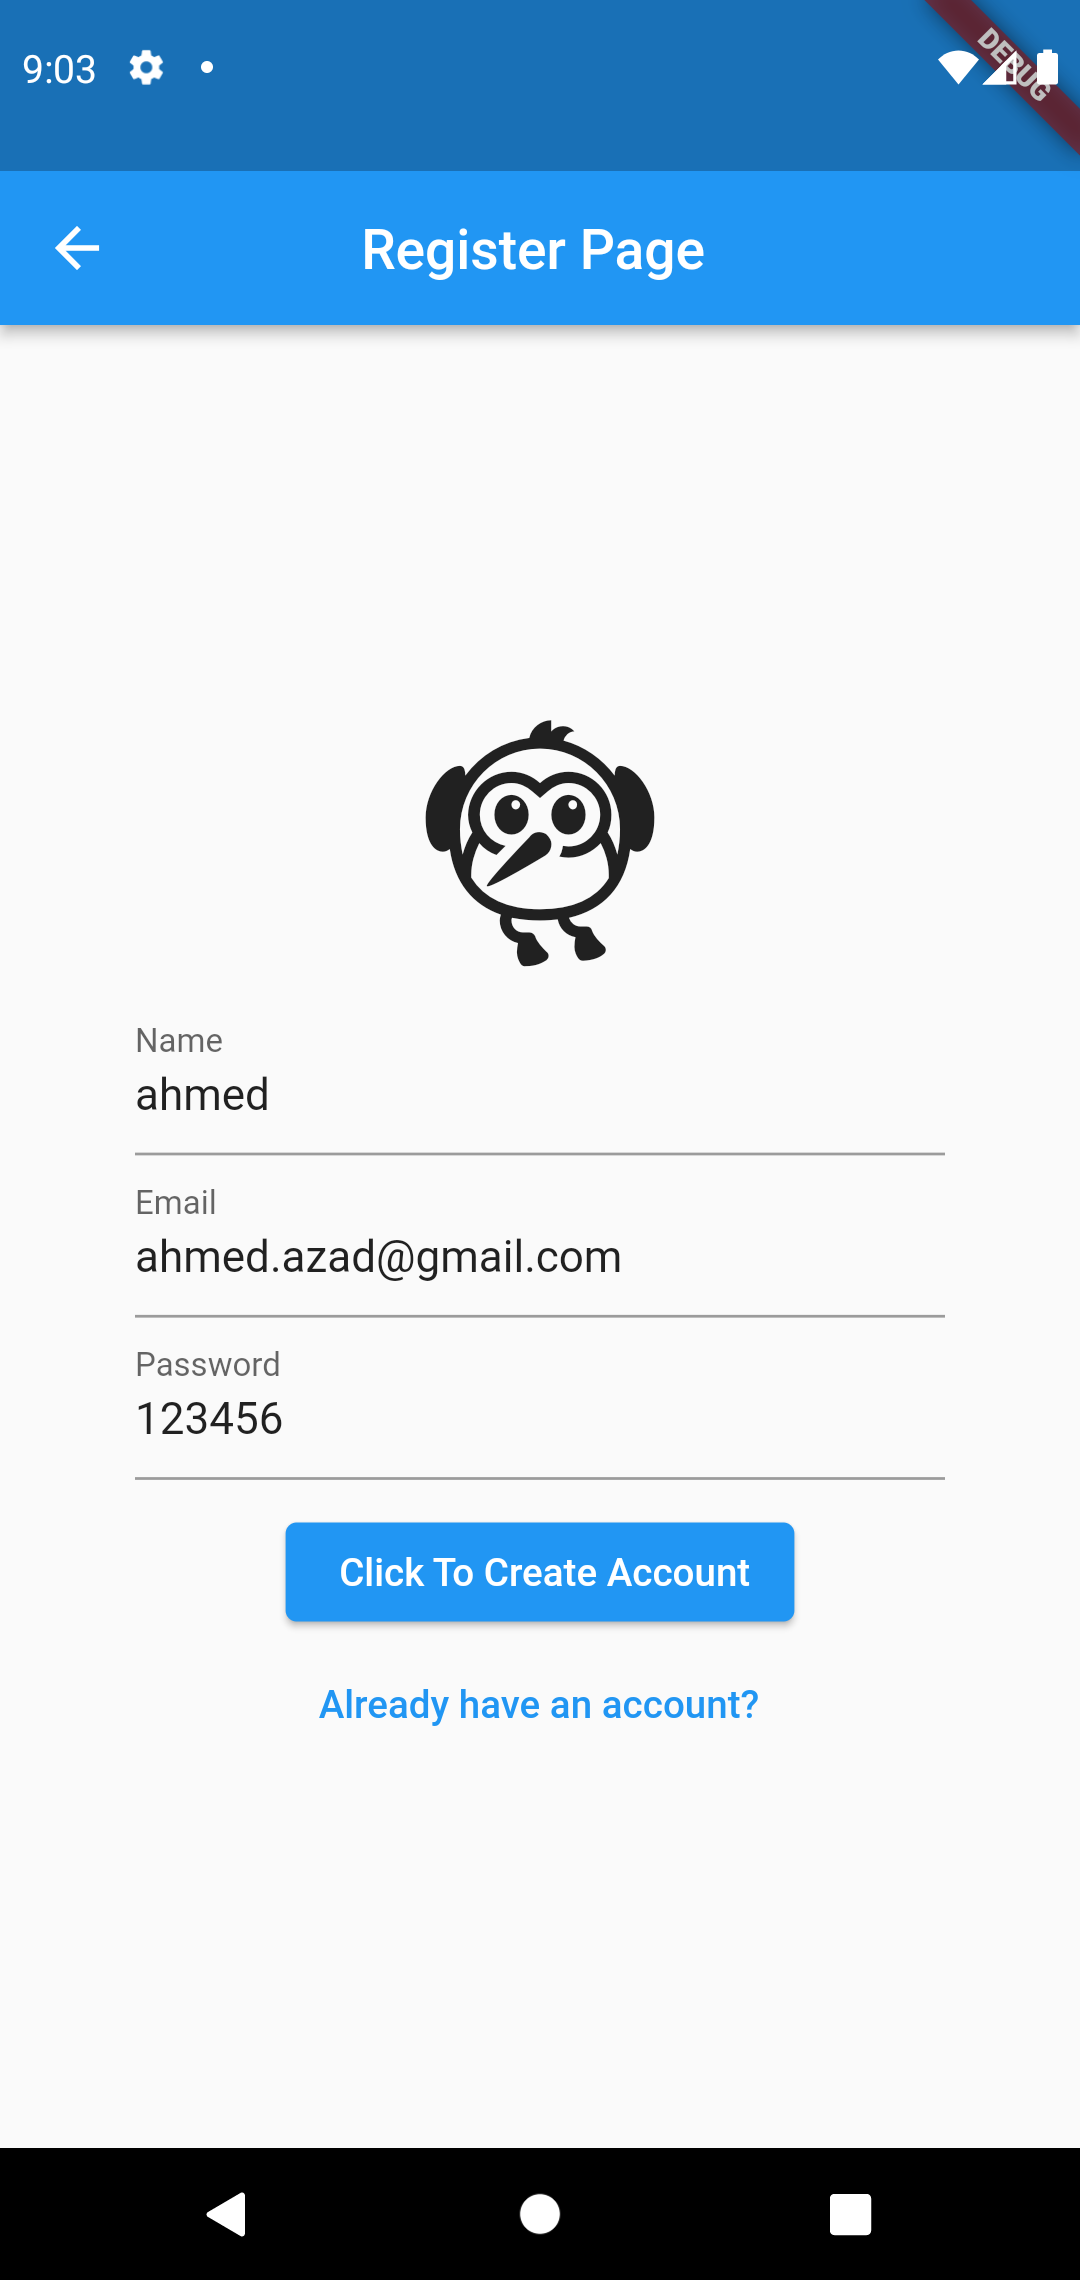 9:03
DEBUG
Register Page
Name
ahmed
Email
ahmed.azad@gmail.com
Password
123456
Click To Create Account
Already have an account?